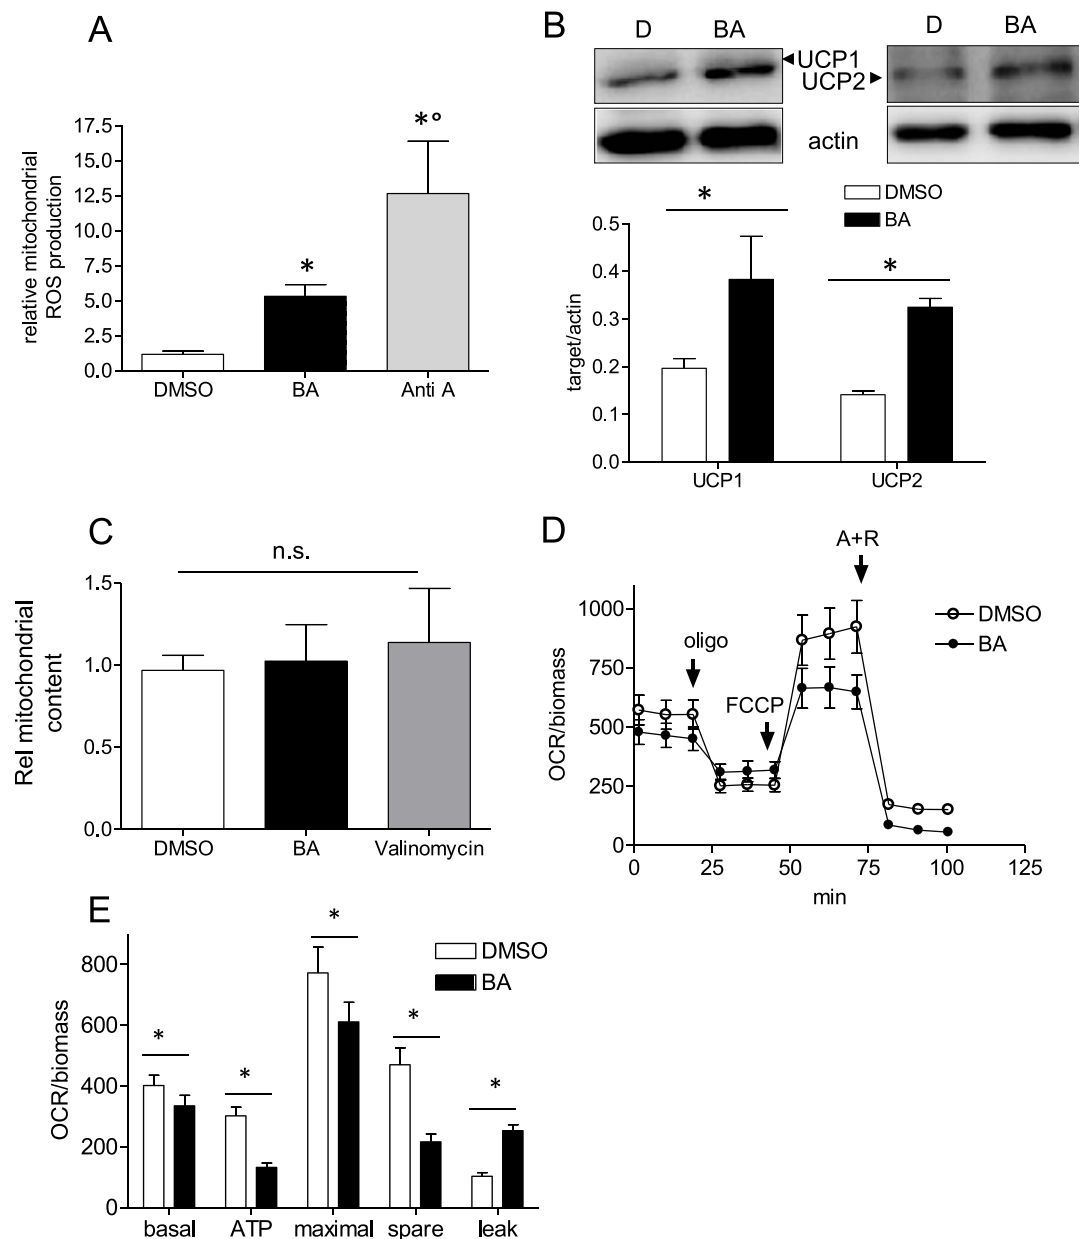 A
relative mitochondrial
ROS production
17.5
15.0
12.5
10.0
7.5
5.0
2.5
0.0
*
*°
DMSO
BA
Anti A
B
D
BA
D
BA
UCP1
UCP2
actin
DMSO
BA
target/actin
0.5
0.4
0.3
0.2
0.1
0.0
*
*
UCP1
UCP2
C
n.s.
Rel mitochondrial
content
1.5
1.0
0.5
0.0
DMSO
BA
Valinomycin
D
A+R
DMSO
BA
oligo
FCCP
OCR/biomass
1000
750
500
250
0
0
25
50
75
100
125
min
E
DMSO
BA
OCR/biomass
800
600
400
200
0
*
*
*
*
*
basal
ATP
maximal
spare
leak